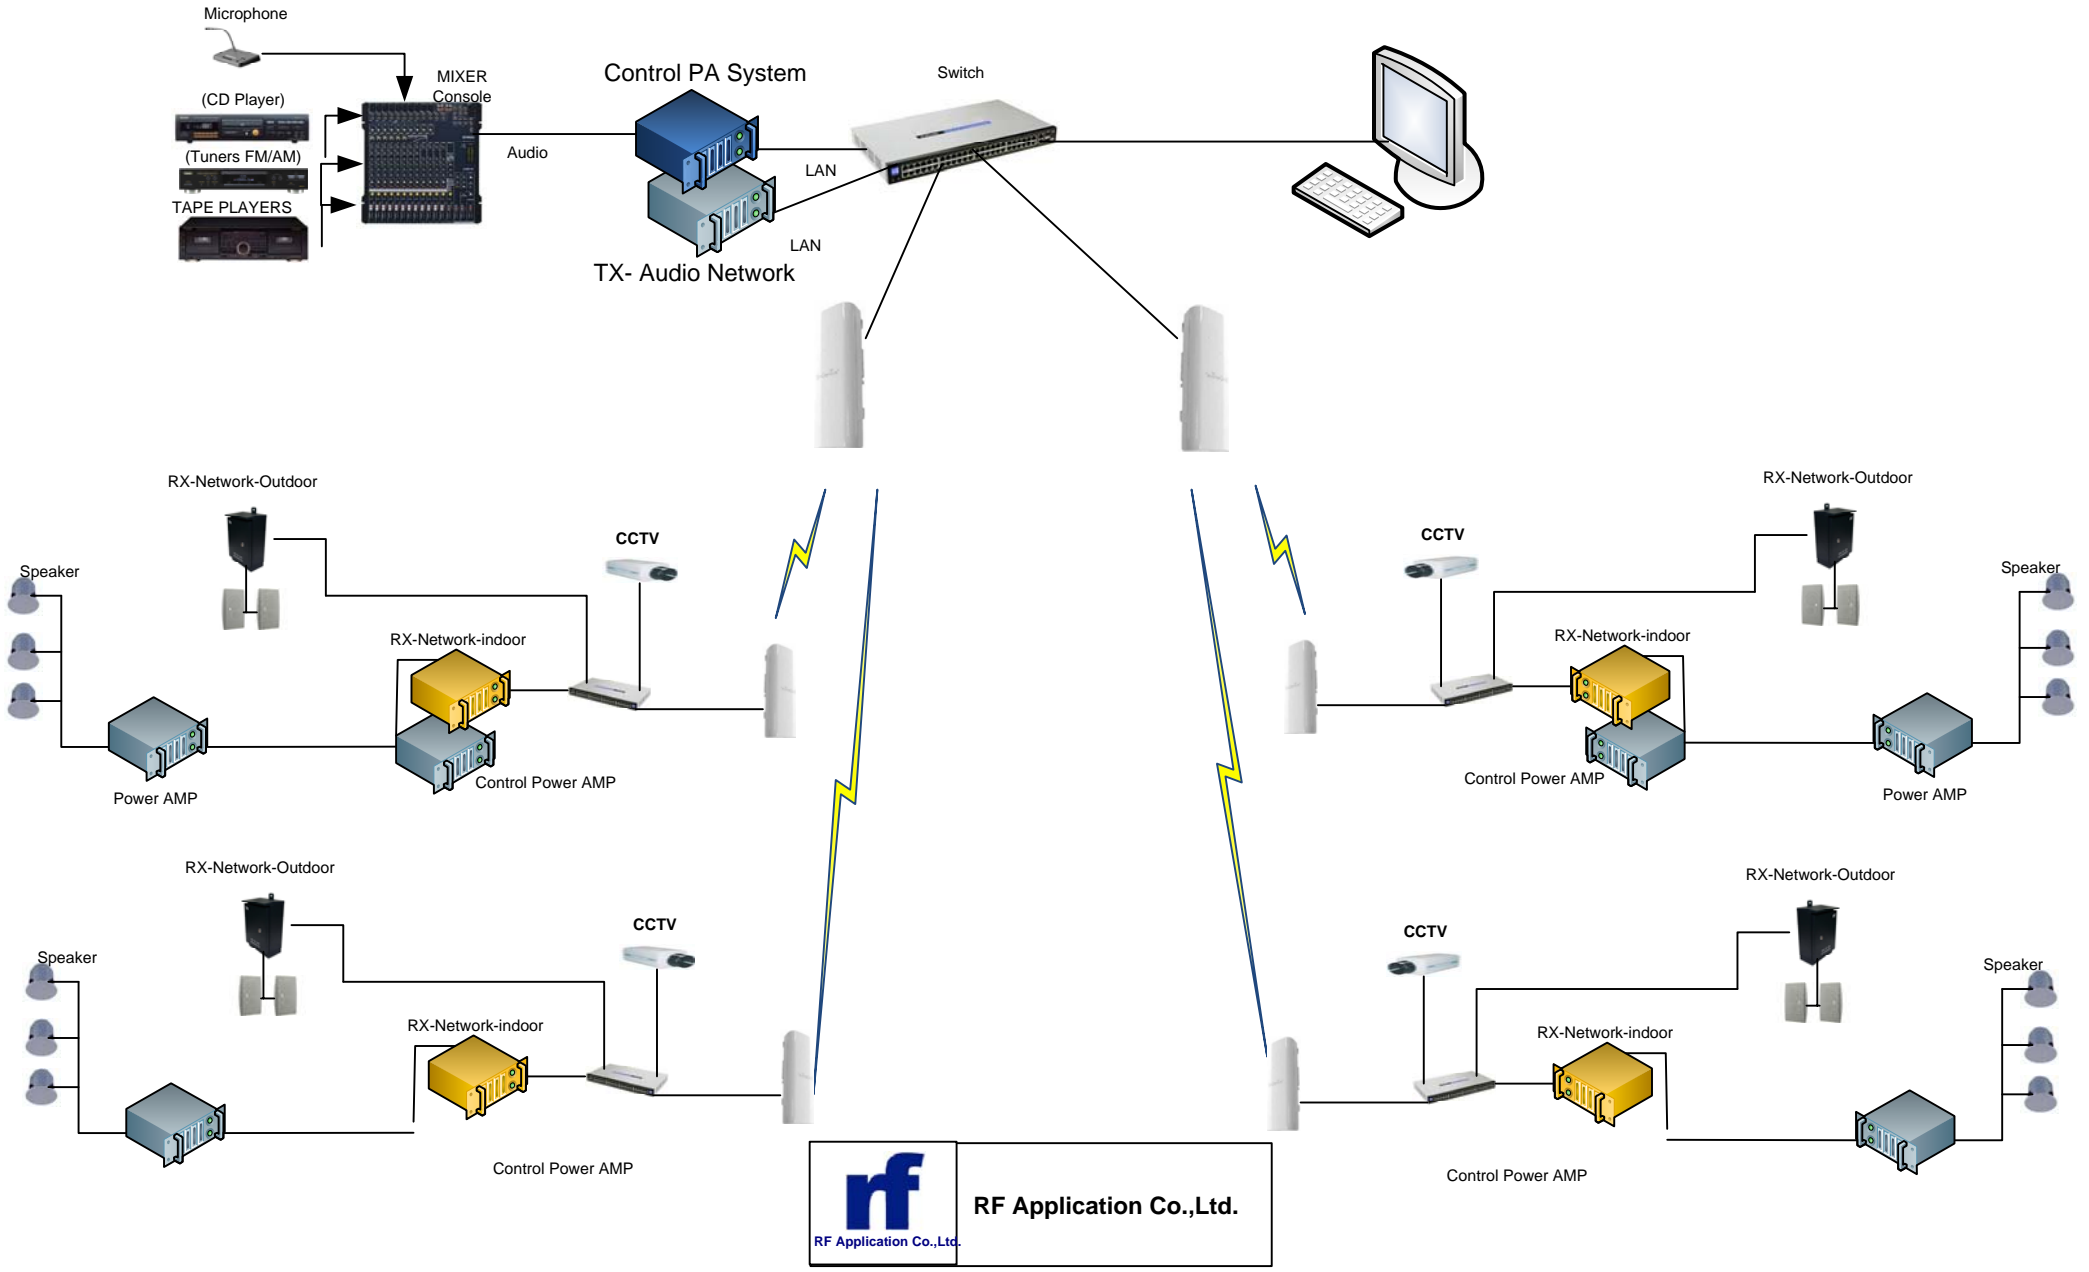 Microphone
(CD Player)
(Tuners FM/AM)
TAPE PLAYERS
MIXER
Console
Audio
Control PA System
LAN
LAN
TX- Audio Network
Switch
RX-Network-Outdoor
CCTV
Speaker
RX-Network-indoor
Control Power AMP
Power AMP
CCTV
RX-Network-Outdoor
Speaker
RX-Network-indoor
Control Power AMP
Power AMP
RX-Network-Outdoor
CCTV
Speaker
RX-Network-indoor
Control Power AMP
CCTV
RX-Network-Outdoor
Speaker
RX-Network-indoor
Control Power AMP
rf
RF Application Co.,Ltd.
RF Application Co.,Ltd.